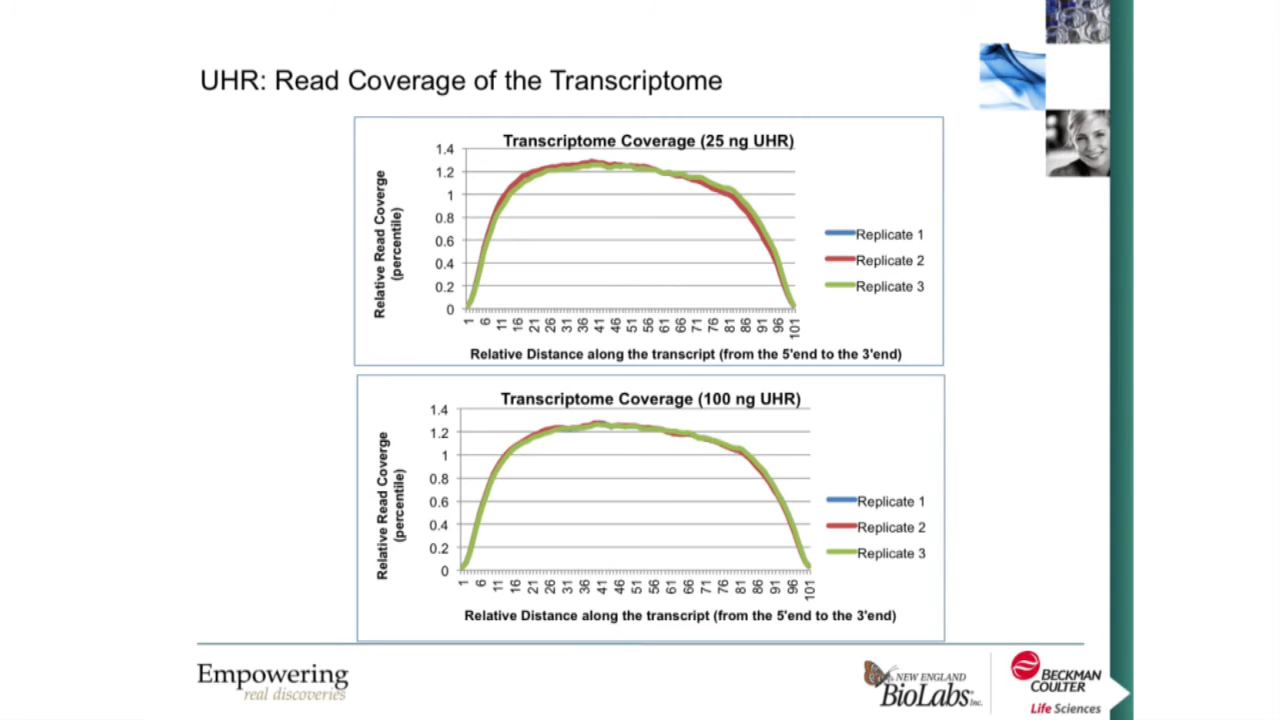 UHR: Read Coverage of the Transcriptome
Transcriptome Coverage (25 ng UHR)
Relative Read Coverge
(percentile)
1.4
1.2
1
0.8
0.6
0.4
0.2
0
1 6 11 16 21 26 31 36 41 46 51 56 61 66 71 76 81 86 91 96 101
Relative Distance along the transcript (from the 5'end to the 3'end)
Replicate 1
Replicate 2
Replicate 3
Transcriptome Coverage (100 ng UHR)
Relative Read Coverge
(percentile)
1.4
1.2
1
0.8
0.6
0.4
0.2
0
1 6 11 16 21 26 31 36 41 46 51 56 61 66 71 76 81 86 91 96 101
Relative Distance along the transcript (from the 5'end to the 3'end)
Replicate 1
Replicate 2
Replicate 3
Empowering
real discoveries
NEW ENGLAND
BioLabs Inc.
BECKMAN
COULTER
Life Sciences